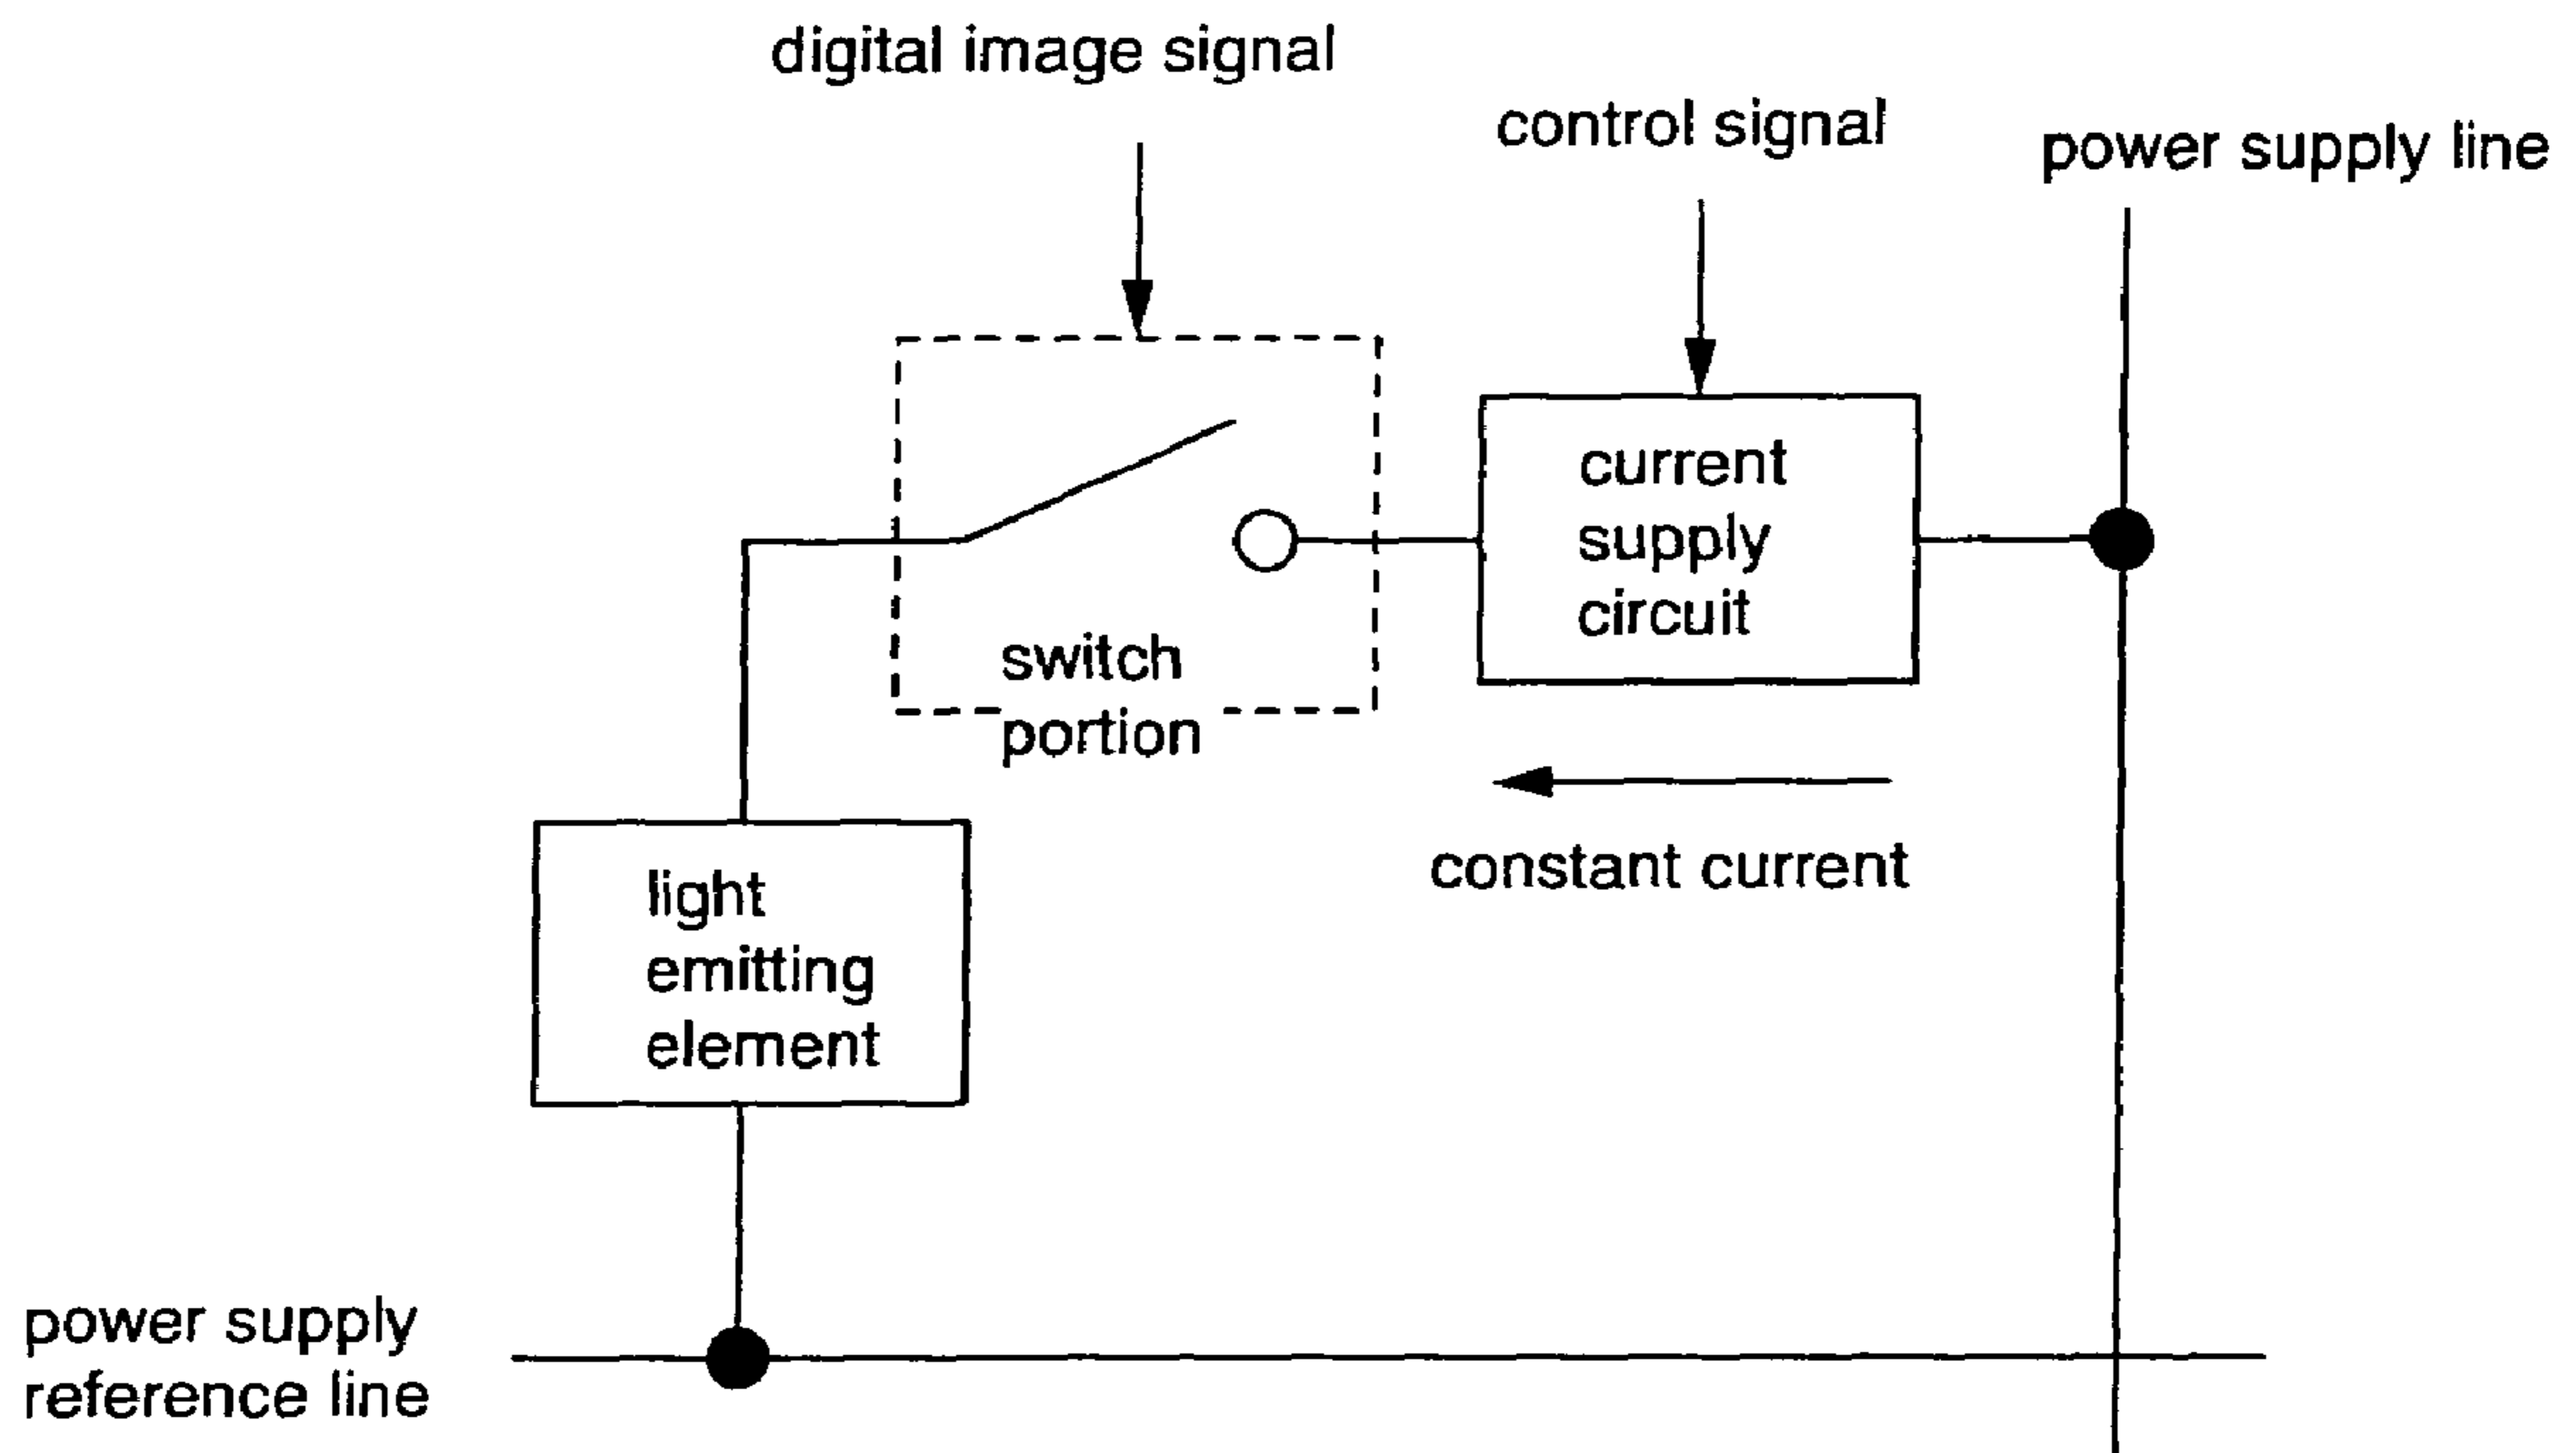 digital image signal
control signal
power supply line
current
supply
circuit
switch
portion
constant current
light
emitting
element
power supply
reference line